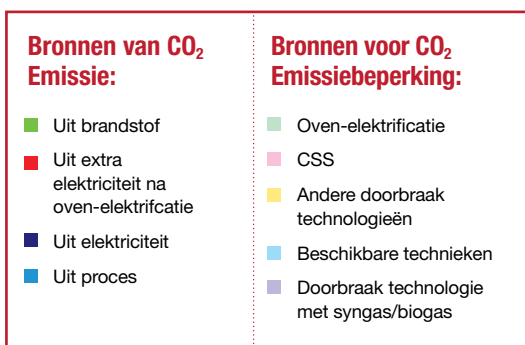 Bronnen van CO₂
Emissie:
Uit brandstof
Uit extra
elektriciteit na
oven-elektrifcatie
Uit elektriciteit
Uit proces
Bronnen voor CO₂
Emissiebeperking:
Oven-elektrificatie
CSS
Andere doorbraak
technologieën
Beschikbare technieken
Doorbraak technologie
met syngas/biogas